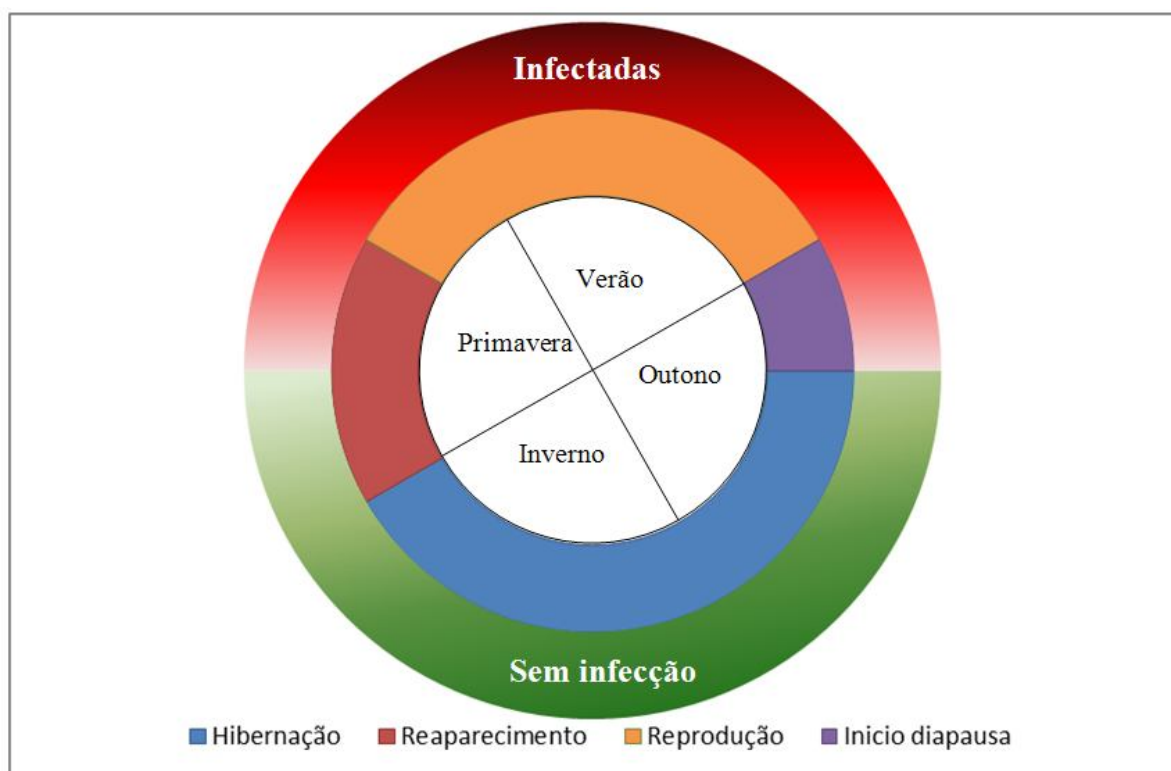 Infectadas
Verão
Primavera
Outono
Inverno
Sem infecção
Hibernação Reaparecimento Reprodução Inicio diapausa